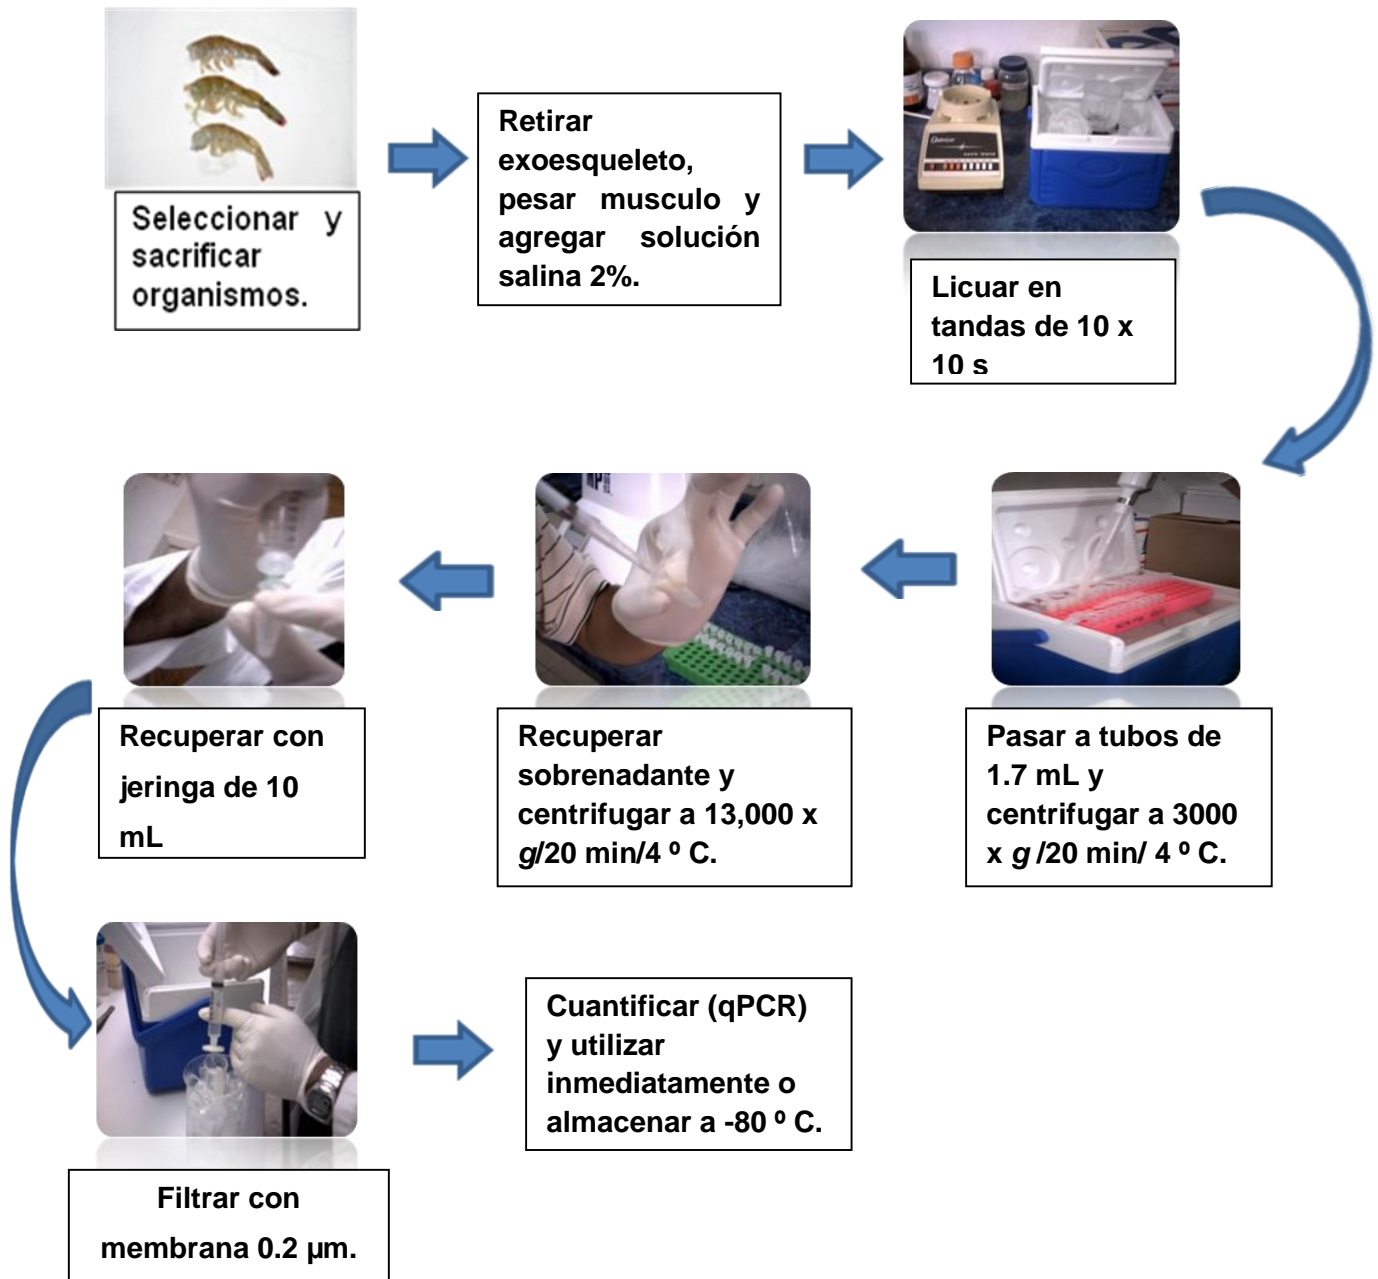 Seleccionar y
sacrificar
organismos.
Retirar
exoesqueleto,
pesar musculo y
agregar solución
salina 2%.
Licuar en
tandas de 10 x
10 s
Pasar a tubos de
1.7 mL y
centrifugar a 3000
x g /20 min/ 4 º C.
Recuperar
sobrenadante y
centrifugar a 13,000 x
g/20 min/4 º C.
Recuperar con
jeringa de 10
mL
Filtrar con
membrana 0.2 µm.
Cuantificar (qPCR)
y utilizar
inmediatamente o
almacenar a -80 º C.